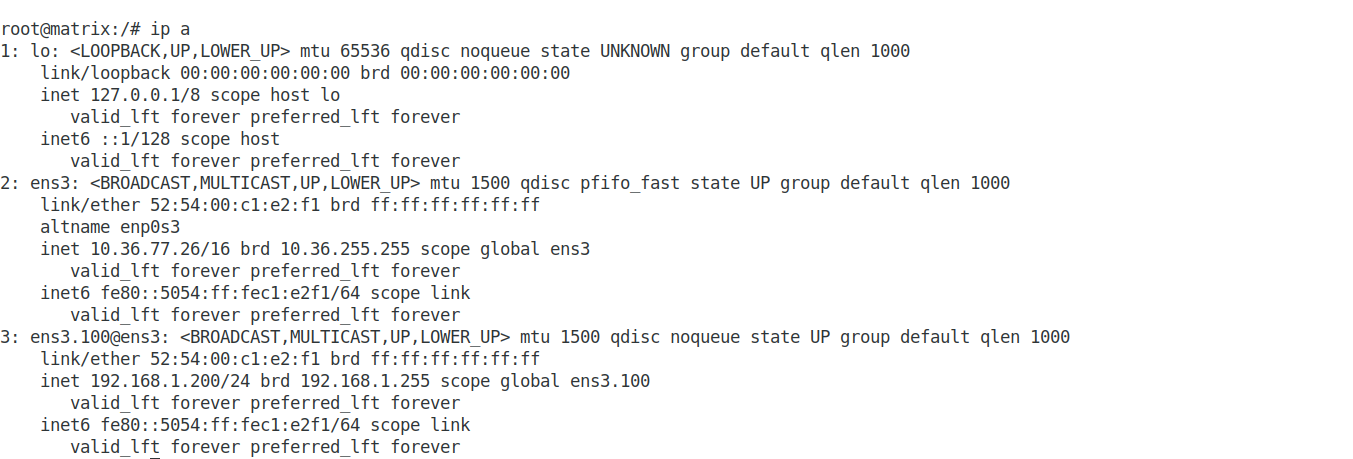 root@matrix:/# ip a
1: lo: <LOOPBACK,UP,LOWER_UP> mtu 65536 qdisc noqueue state UNKNOWN group default qlen 1000
    link/loopback 00:00:00:00:00:00 brd 00:00:00:00:00:00
    inet 127.0.0.1/8 scope host lo
       valid_lft forever preferred_lft forever
    inet6 ::1/128 scope host
       valid_lft forever preferred_lft forever
2: ens3: <BROADCAST,MULTICAST,UP,LOWER_UP> mtu 1500 qdisc pfifo_fast state UP group default qlen 1000
    link/ether 52:54:00:c1:e2:f1 brd ff:ff:ff:ff:ff:ff
    altname enp0s3
    inet 10.36.77.26/16 brd 10.36.255.255 scope global ens3
       valid_lft forever preferred_lft forever
    inet6 fe80::5054:ff:fec1:e2f1/64 scope link
       valid_lft forever preferred_lft forever
3: ens3.100@ens3: <BROADCAST,MULTICAST,UP,LOWER_UP> mtu 1500 qdisc noqueue state UP group default qlen 1000
    link/ether 52:54:00:c1:e2:f1 brd ff:ff:ff:ff:ff:ff
    inet 192.168.1.200/24 brd 192.168.1.255 scope global ens3.100
       valid_lft forever preferred_lft forever
    inet6 fe80::5054:ff:fec1:e2f1/64 scope link
       valid_lft forever preferred_lft forever